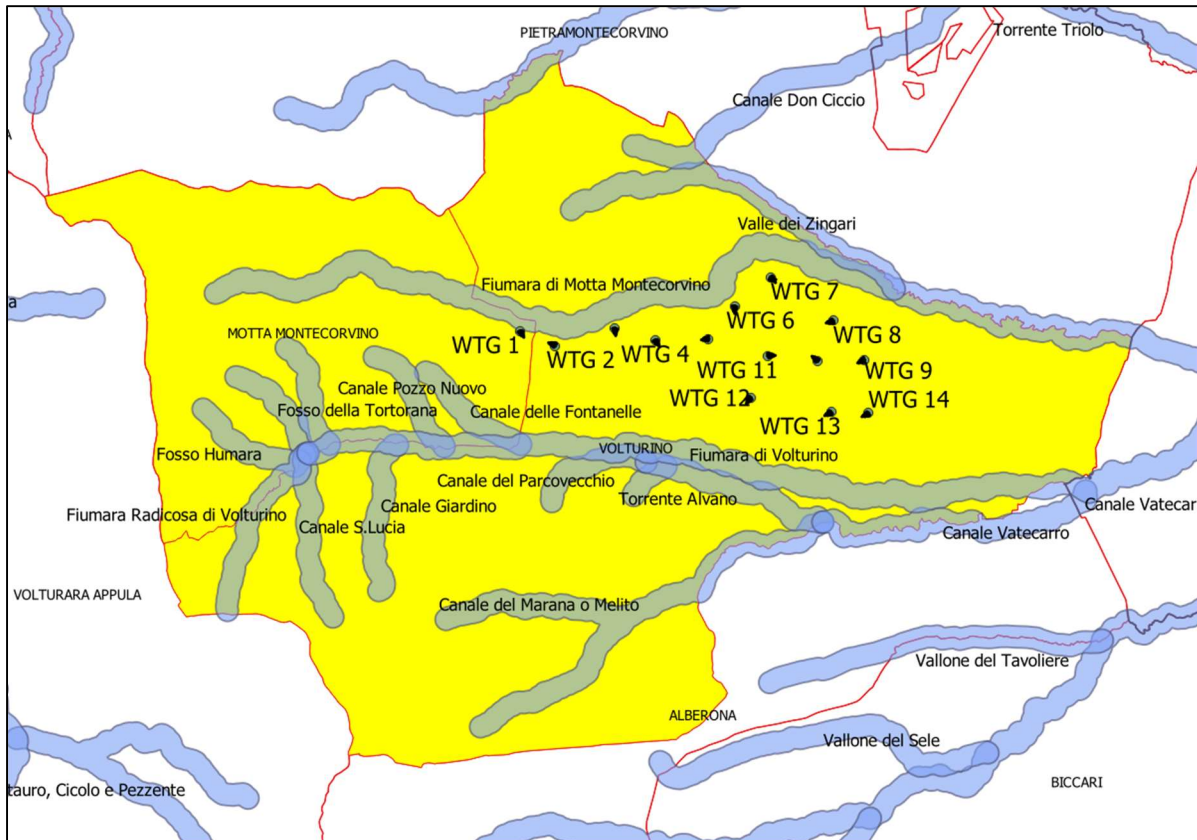 PIETRAMONTECORVINO
Torrente Triolo
Canale Don Ciccio
Valle dei Zingari
Fiumara di Motta Montecorvino
WTG 7
a
WTG 6
MOTTA MONTECORVINO
WTG 1
WTG 2
WTG 4
WTG 8
WTG 11
WTG 9
Canale Pozzo Nuovo
WTG 12
WTG 14
Fosso della Tortorana
Canale delle Fontanelle
WTG 13
Fosso Humara
VOLTURINO
Fiumara di Volturino
Canale del Parcovecchio
Canale Giardino
Torrente Alvano
Canale Vatecar
Fiumara Radicosa di Volturino
Canale S.Lucia
Canale Vatecarro
VOLTURARA APPULA
Canale del Marana o Melito
Vallone del Tavoliere
ALBERONA
Vallone del Sele
BICCARI
tauro, Cicolo e Pezzente